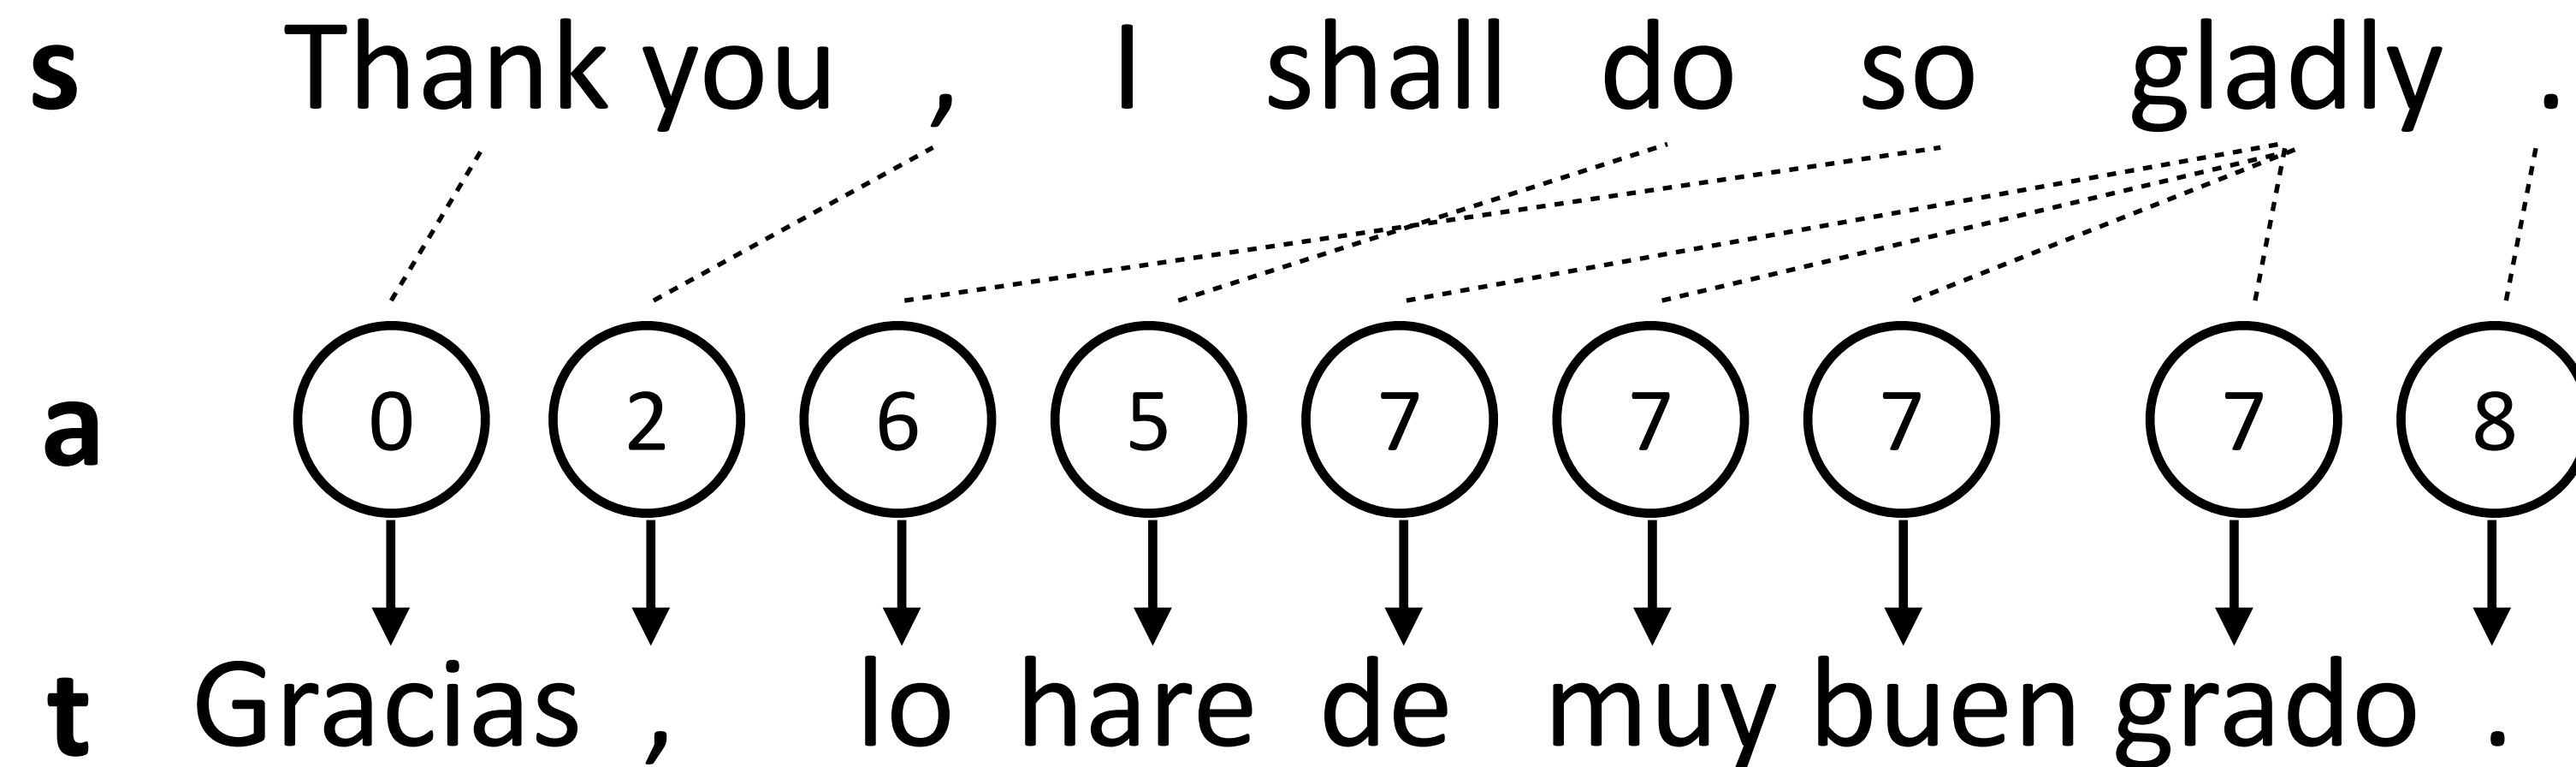 s Thank you , I shall do so gladly .
a 0 2 6 5 7 7 7 7 8
t Gracias , lo hare de muy buen grado .